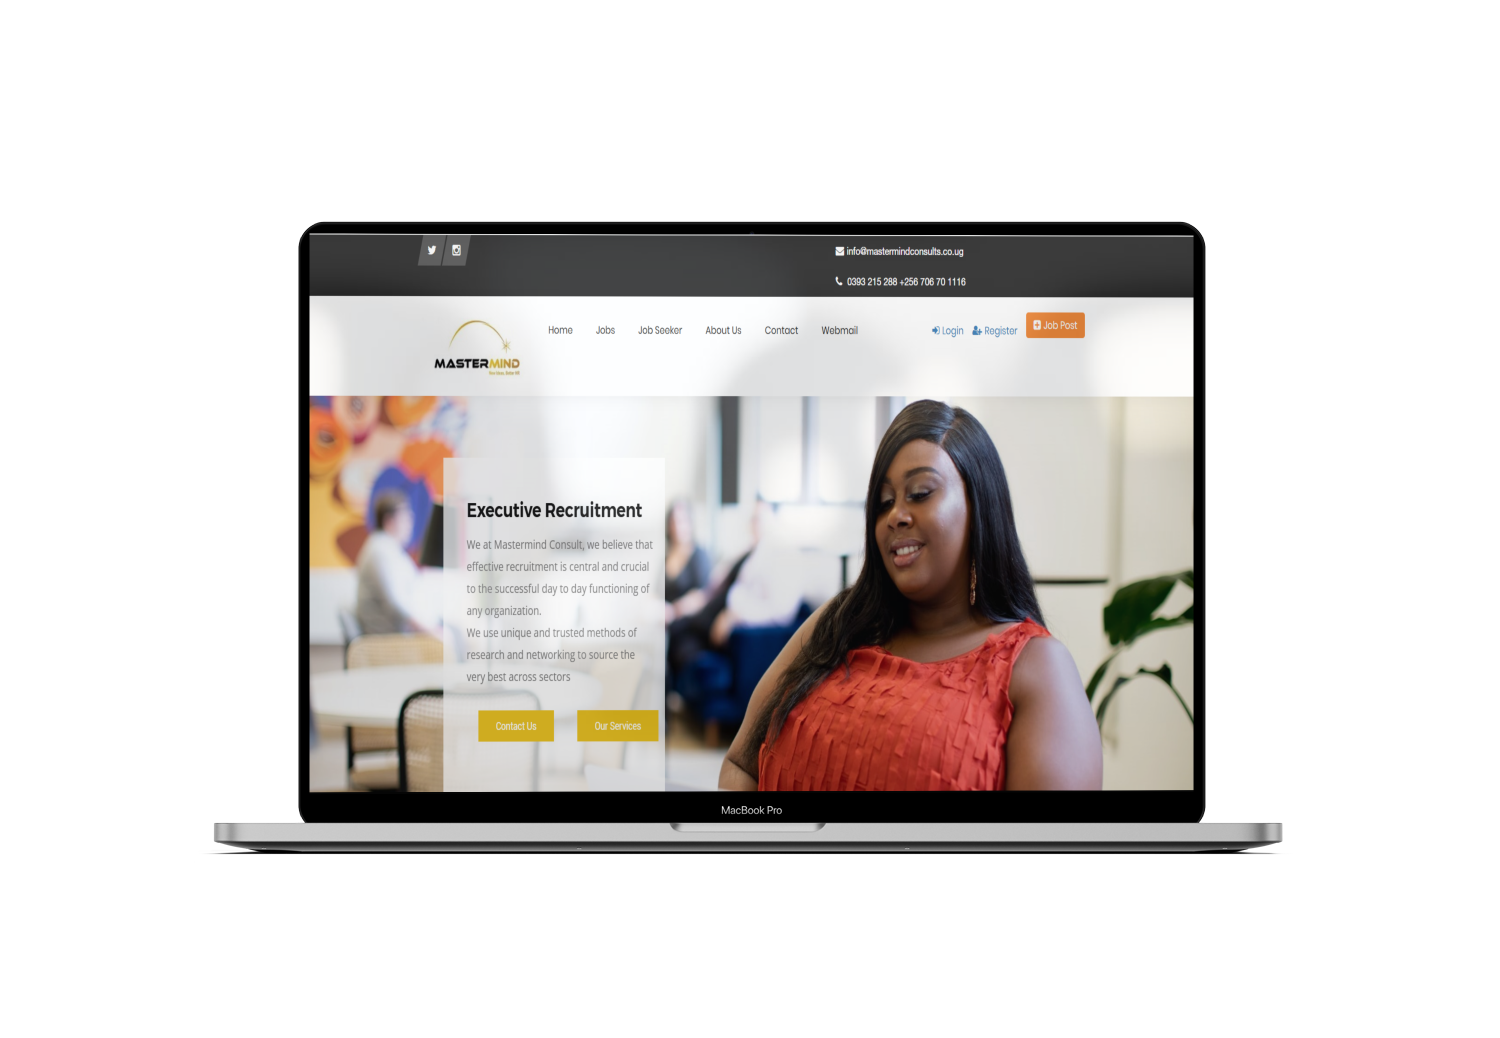 info@mastermindconsults.co.ug
0393 215 288 +256 706 70 1116
Home Jobs Job Seeker About Us Contact Webmail Login Register Job Post
MASTERMIND
Executive Recruitment
We at Mastermind Consult, we believe that
effective recruitment is central and crucial
to the successful day to day functioning of
any organization.
We use unique and trusted methods of
research and networking to source the
very best across sectors
Contact Us Our Services
MacBook Pro